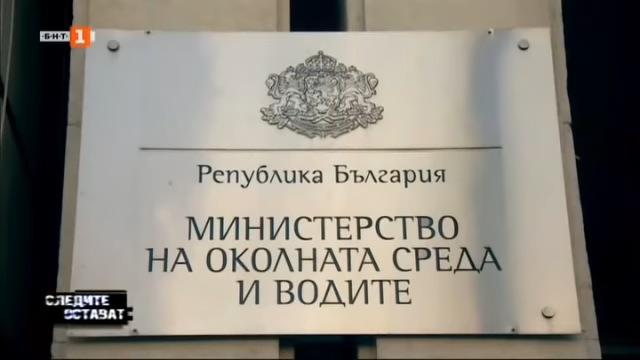 БНТ 1
Република България
МИНИСТЕРСТВО
НА ОКОЛНАТА СРЕДА
И ВОДИТЕ
СЛЕДИТЕ
ОСТАВАТ